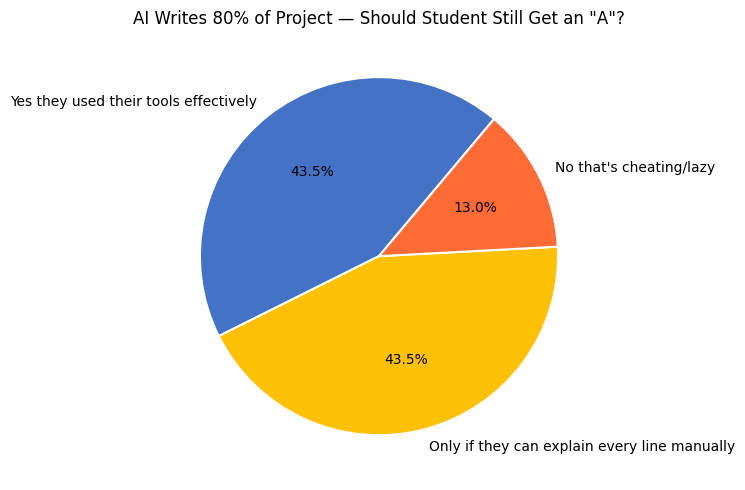 AI Writes 80% of Project — Should Student Still Get an "A"?
Yes they used their tools effectively
43.5%
No that's cheating/lazy
13.0%
43.5%
Only if they can explain every line manually